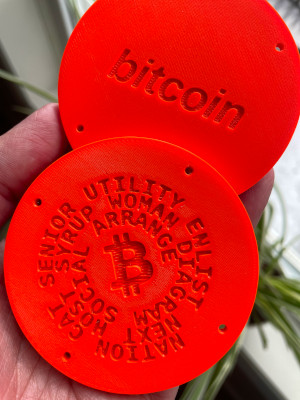 bitcoin
NATION CAT SENIOR UTILITY ENLIST
HOST SYRUP WOMAN DIAGRAM NEXT
SOCIAL ARRANGE
₿